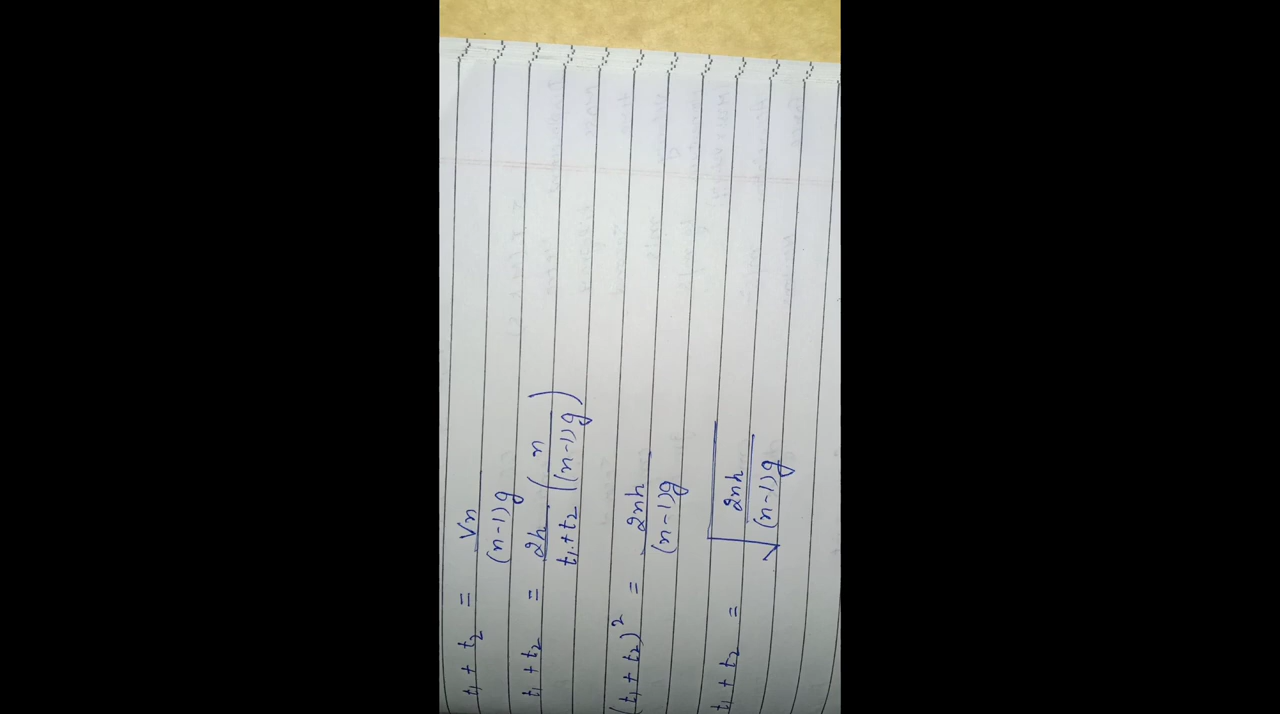 t₁ + t₂ = Vn / (n-1)g
t₁ + t₂ = 2h / t₁+t₂ (n / (n-1)g)
(t₁ + t₂)² = 2nh / (n-1)g
t₁ + t₂ = √(2nh / (n-1)g)